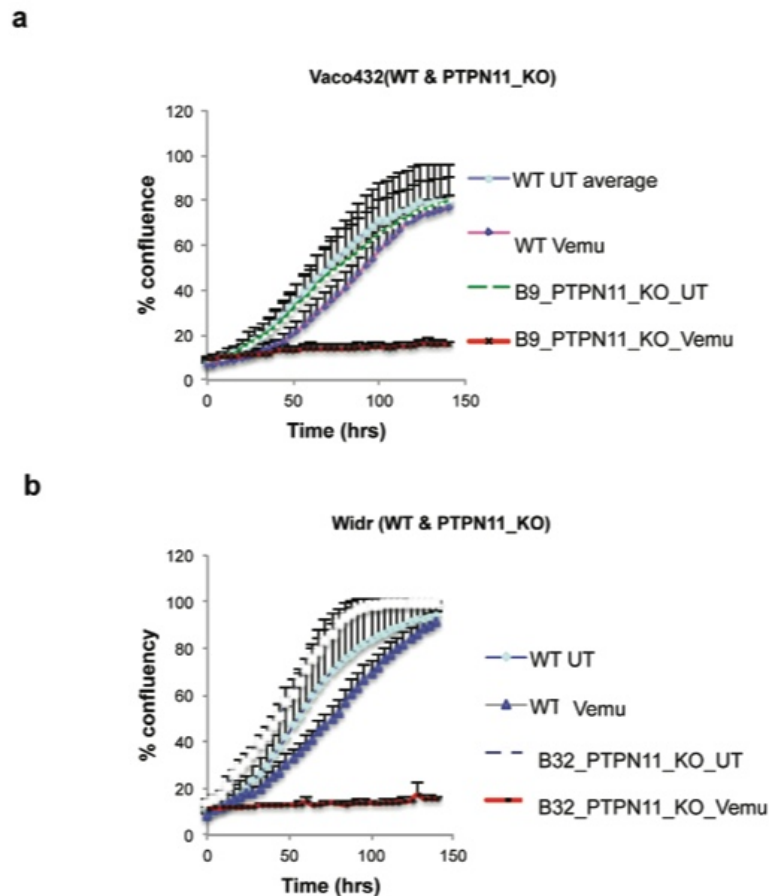 a
Vaco432(WT & PTPN11_KO)
120
100
80
60
40
20
0
% confluence
0 50 100 150
Time (hrs)
WT UT average
WT Vemu
B9_PTPN11_KO_UT
B9_PTPN11_KO_Vemu
b
Widr (WT & PTPN11_KO)
120
100
80
60
40
20
0
% confluency
0 50 100 150
Time (hrs)
WT UT
WT Vemu
B32_PTPN11_KO_UT
B32_PTPN11_KO_Vemu